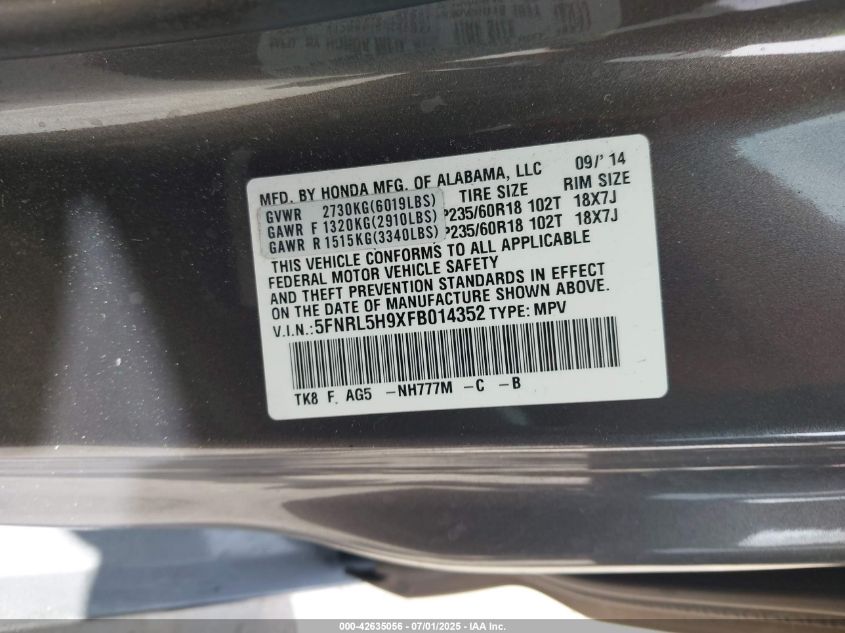 MFD. BY HONDA MFG. OF ALABAMA, LLC 09/' 14
TIRE SIZE RIM SIZE
GVWR 2730KG(6019LBS)
GAWR F 1320KG(2910LBS) P235/60R18 102T 18X7J
GAWR R 1515KG(3340LBS) P235/60R18 102T 18X7J
THIS VEHICLE CONFORMS TO ALL APPLICABLE
FEDERAL MOTOR VEHICLE SAFETY
AND THEFT PREVENTION STANDARDS IN EFFECT
ON THE DATE OF MANUFACTURE SHOWN ABOVE.
V.I.N.:5FNRL5H9XFB014352 TYPE: MPV
TK8 F. AG5 -NH777M -C -B
000-42635056 - 07/01/2025 - IAA Inc.